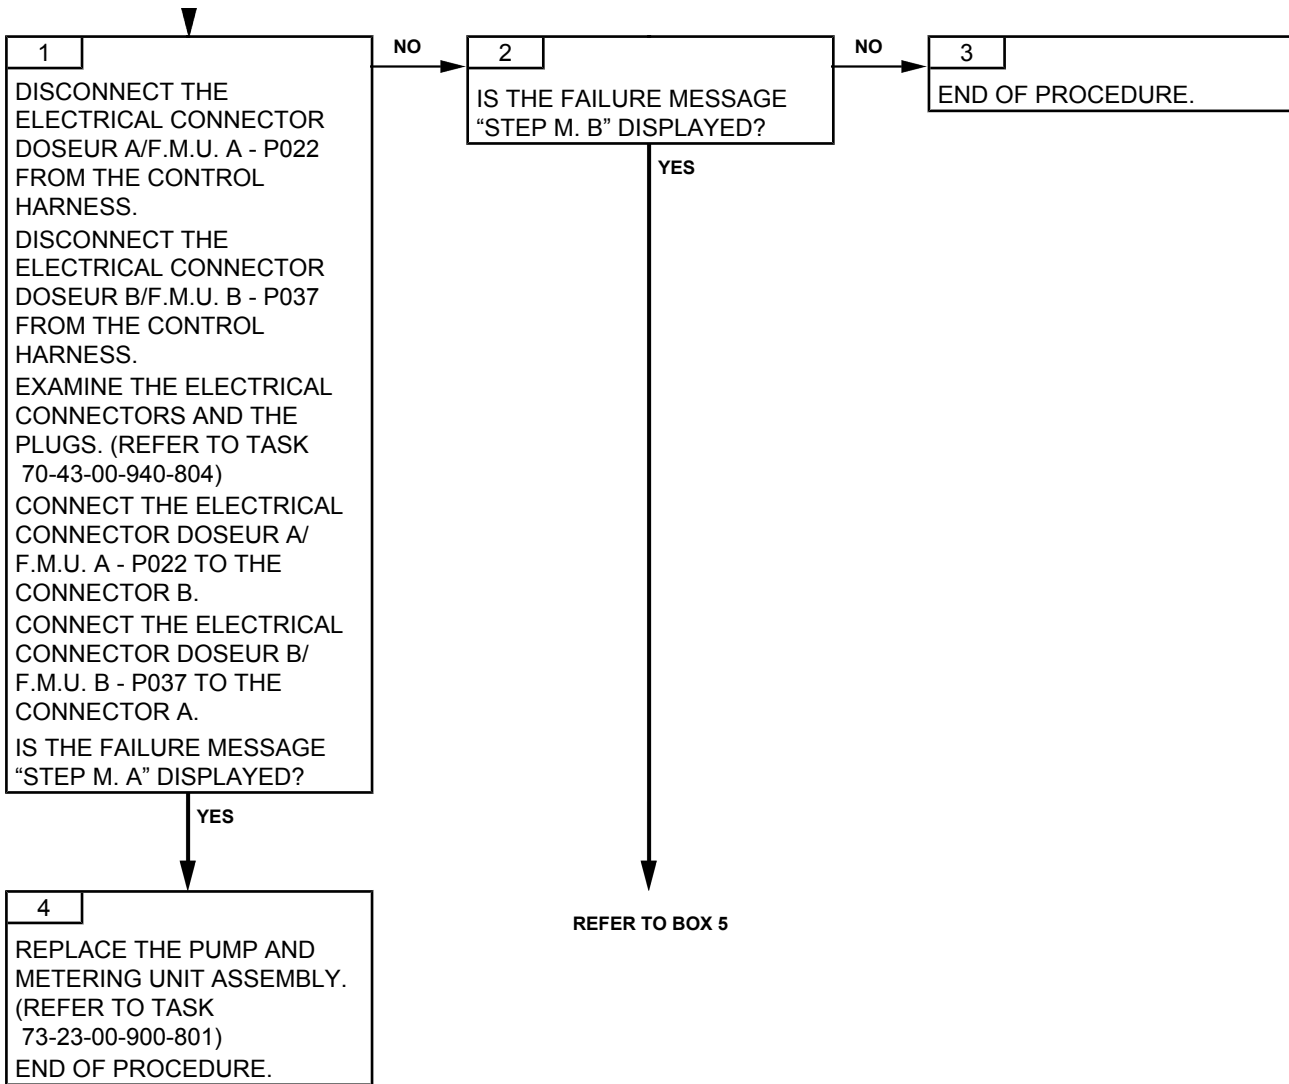 1
DISCONNECT THE
ELECTRICAL CONNECTOR
DOSEUR A/F.M.U. A - P022
FROM THE CONTROL
HARNESS.
DISCONNECT THE
ELECTRICAL CONNECTOR
DOSEUR B/F.M.U. B - P037
FROM THE CONTROL
HARNESS.
EXAMINE THE ELECTRICAL
CONNECTORS AND THE
PLUGS. (REFER TO TASK
70-43-00-940-804)
CONNECT THE ELECTRICAL
CONNECTOR DOSEUR A/
F.M.U. A - P022 TO THE
CONNECTOR B.
CONNECT THE ELECTRICAL
CONNECTOR DOSEUR B/
F.M.U. B - P037 TO THE
CONNECTOR A.
IS THE FAILURE MESSAGE
“STEP M. A” DISPLAYED?
NO
2
IS THE FAILURE MESSAGE
“STEP M. B” DISPLAYED?
NO
3
END OF PROCEDURE.
YES
YES
4
REPLACE THE PUMP AND
METERING UNIT ASSEMBLY.
(REFER TO TASK
73-23-00-900-801)
END OF PROCEDURE.
REFER TO BOX 5